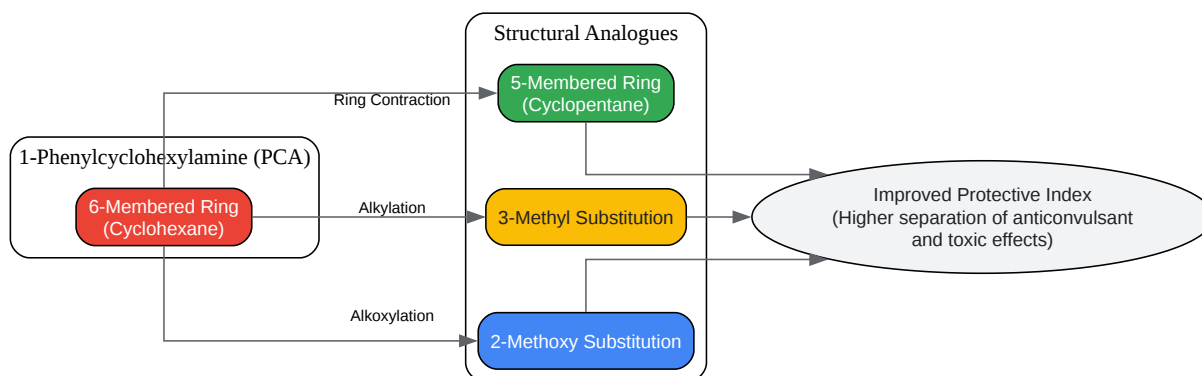 Structural Analogues
5-Membered Ring
(Cyclopentane)
Ring Contraction
1-Phenylcyclohexylamine (PCA)
6-Membered Ring
(Cyclohexane)
Alkylation
3-Methyl Substitution
Improved Protective Index
(Higher separation of anticonvulsant
and toxic effects)
Alkoxylation
2-Methoxy Substitution